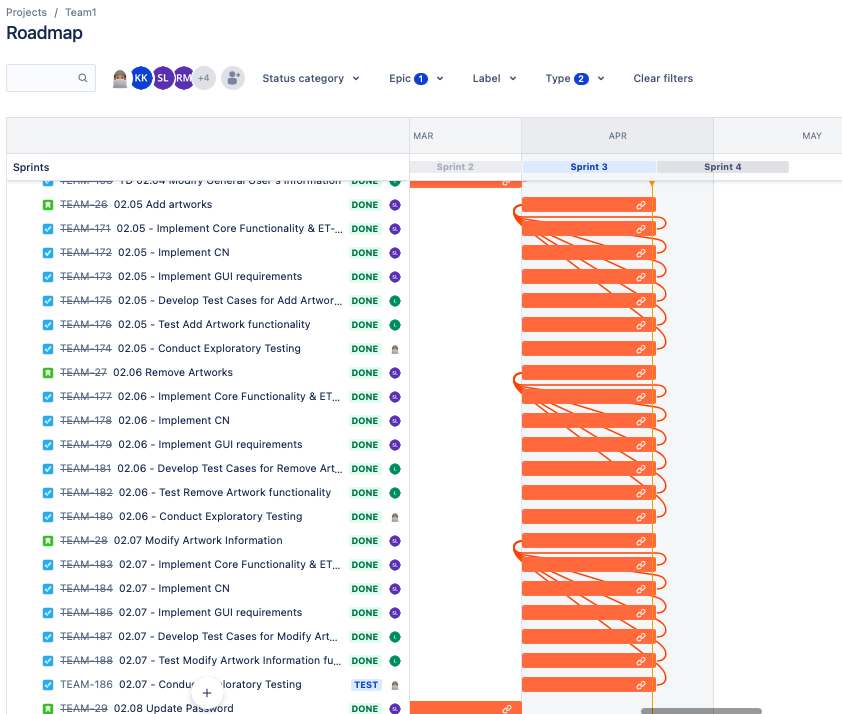 Projects / Team1
Roadmap
KK SL RM +4 Status category Epic 1 Label Type 2 Clear filters
MAR APR MAY
Sprints Sprint 2 Sprint 3 Sprint 4
02.04 Modify General User's Information DONE
TEAM-26 02.05 Add artworks DONE SL
TEAM-171 02.05 - Implement Core Functionality & ET-... DONE SL
TEAM-172 02.05 - Implement CN DONE SL
TEAM-173 02.05 - Implement GUI requirements DONE SL
TEAM-175 02.05 - Develop Test Cases for Add Artwor... DONE L
TEAM-176 02.05 - Test Add Artwork functionality DONE L
TEAM-174 02.05 - Conduct Exploratory Testing DONE
TEAM-27 02.06 Remove Artworks DONE SL
TEAM-177 02.06 - Implement Core Functionality & ET... DONE SL
TEAM-178 02.06 - Implement CN DONE SL
TEAM-179 02.06 - Implement GUI requirements DONE SL
TEAM-181 02.06 - Develop Test Cases for Remove Art... DONE L
TEAM-182 02.06 - Test Remove Artwork functionality DONE L
TEAM-180 02.06 - Conduct Exploratory Testing DONE
TEAM-28 02.07 Modify Artwork Information DONE SL
TEAM-183 02.07 - Implement Core Functionality & ET... DONE SL
TEAM-184 02.07 - Implement CN DONE SL
TEAM-185 02.07 - Implement GUI requirements DONE SL
TEAM-187 02.07 - Develop Test Cases for Modify Art... DONE L
TEAM-188 02.07 - Test Modify Artwork Information fu... DONE L
TEAM-186 02.07 - Conduc oratory Testing TEST
TEAM-29 02.08 Update Password DONE SL